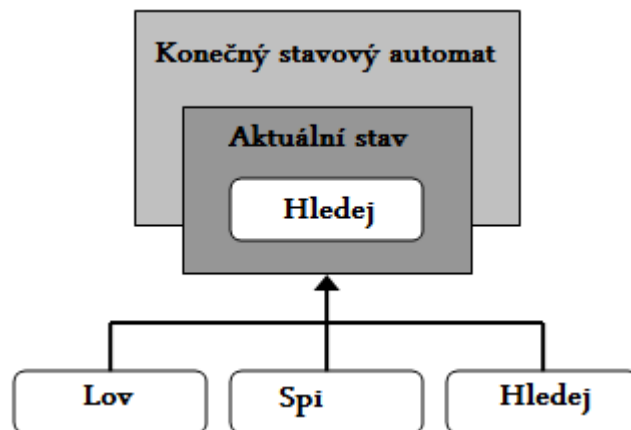 Konečný stavový automat
Aktuální stav
Hledej
Lov
Spi
Hledej